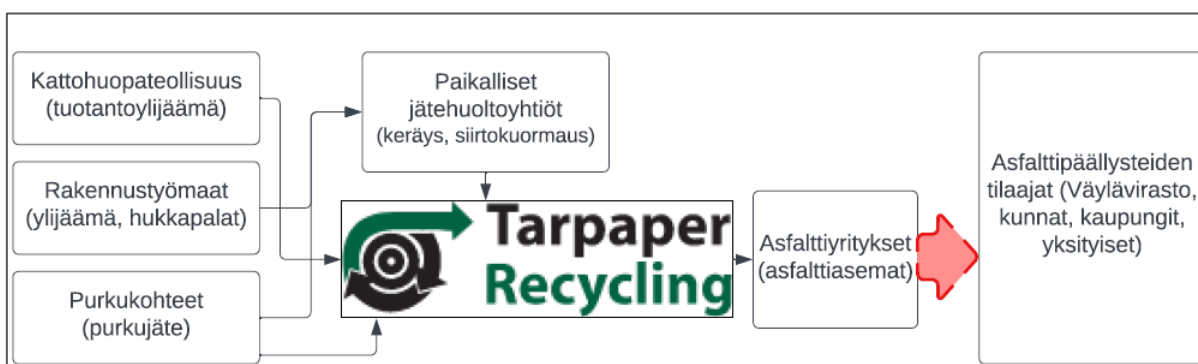 Kattohuopateollisuus
(tuotantoylijäämä)
Rakennustyömaat
(ylijäämä, hukkapalat)
Purkukohteet
(purkujäte)
Paikalliset
jätehuoltoyhtiöt
(keräys, siirtokuormaus)
Tarpaper
Recycling
Asfalttiyritykset
(asfalttiasemat)
Asfalttipäällysteiden
tilaajat (Väylävirasto,
kunnat, kaupungit,
yksityiset)